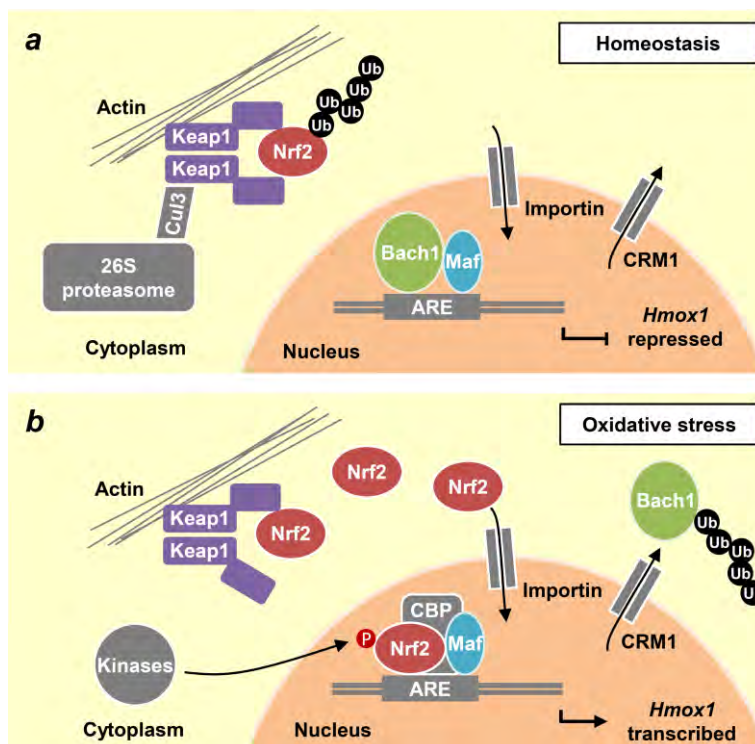 a
Homeostasis
Actin
Keap1
Keap1
Nrf2
Ub
Ub
Ub
Ub
Ub
Cul3
26S
proteasome
Cytoplasm
Bach1
Maf
ARE
Nucleus
Importin
CRM1
Hmox1
repressed
b
Oxidative stress
Actin
Keap1
Keap1
Nrf2
Nrf2
Nrf2
Bach1
Ub
Ub
Ub
Ub
Importin
CRM1
CBP
P
Nrf2
Maf
ARE
Kinases
Cytoplasm
Nucleus
Hmox1
transcribed